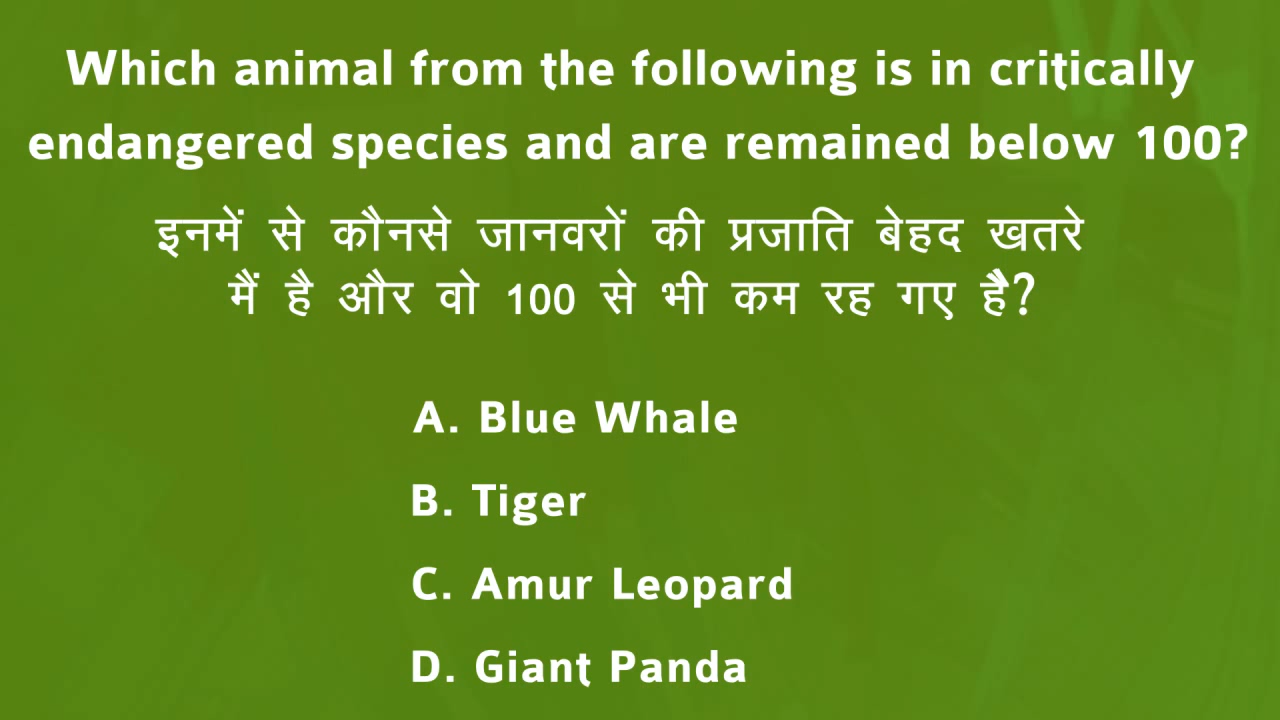 Which animal from the following is in critically
endangered species and are remained below 100?
इनमें से कौनसे जानवरों की प्रजाति बेहद खतरे
मैं है और वो 100 से भी कम रह गए हैै?
A. Blue Whale
B. Tiger
C. Amur Leopard
D. Giant Panda